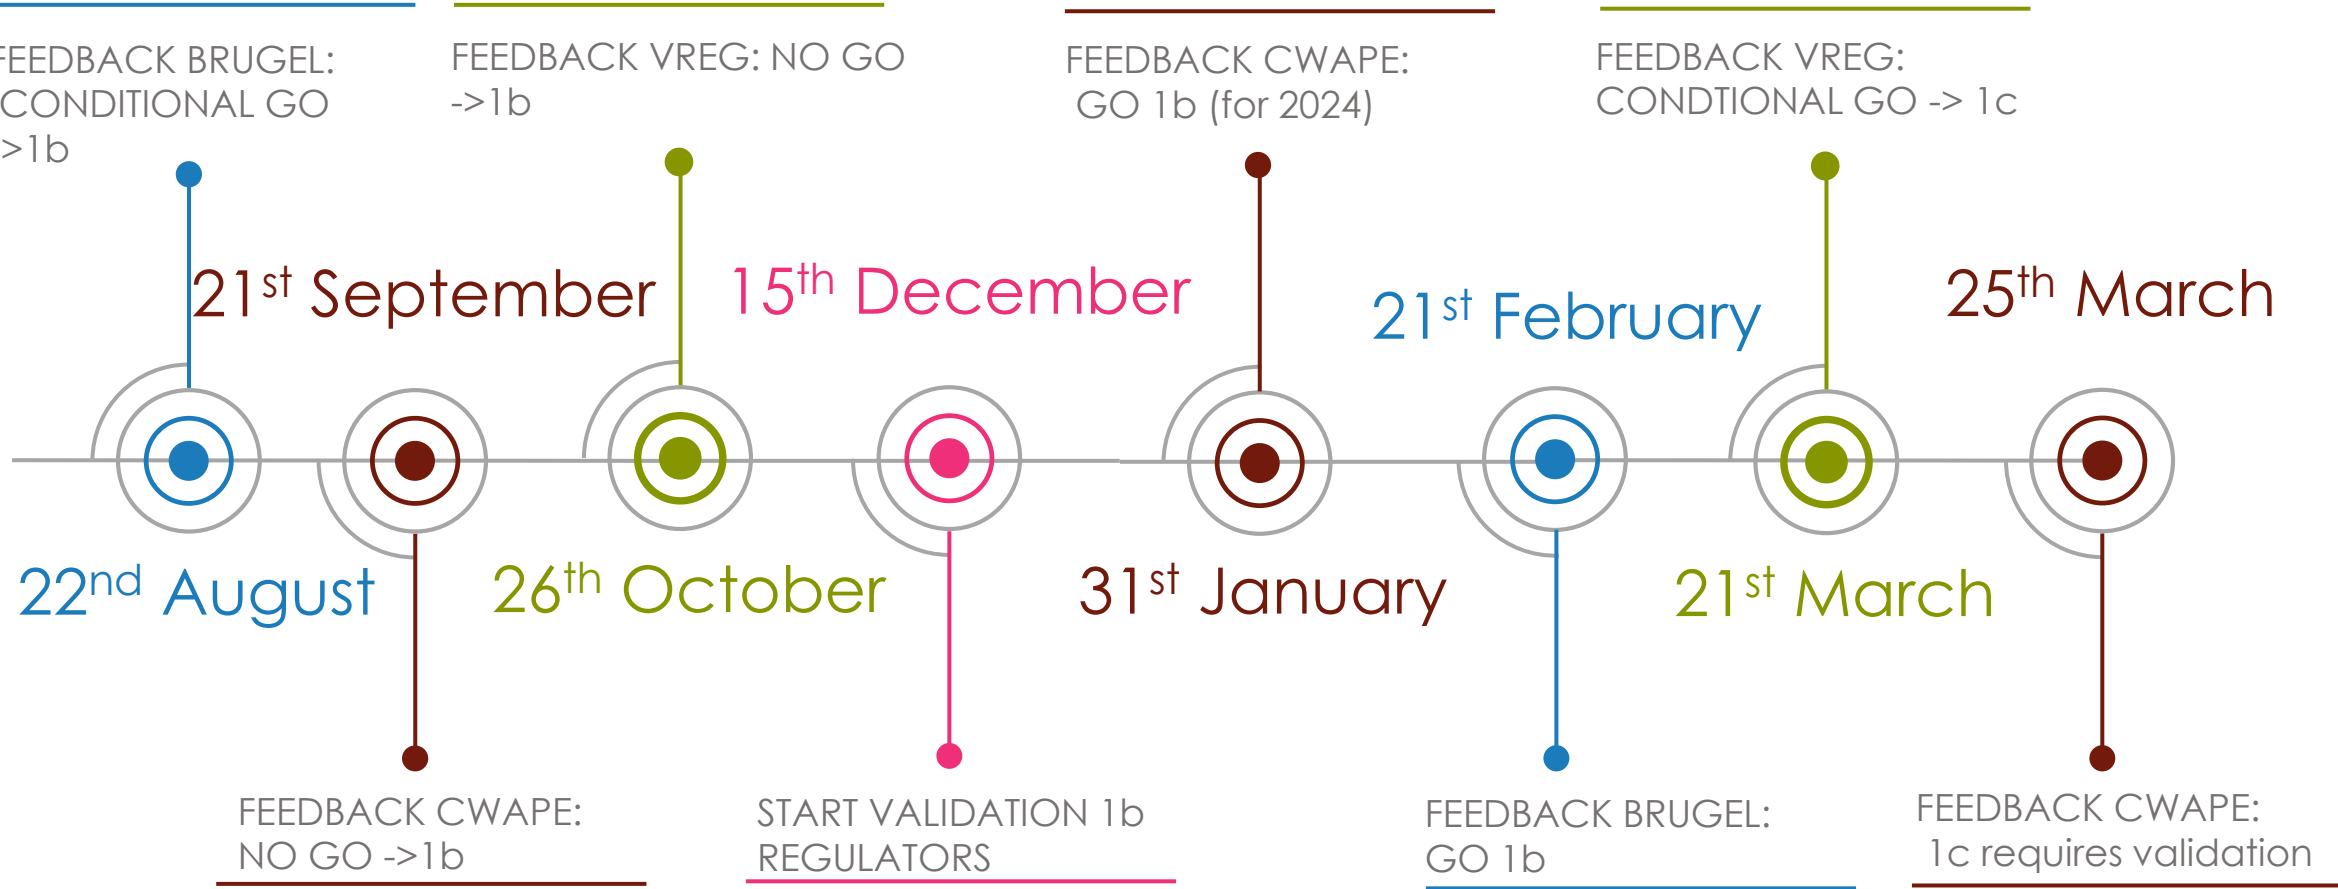 FEEDBACK BRUGEL:
CONDITIONAL GO
>1b
FEEDBACK VREG: NO GO
->1b
FEEDBACK CWAPE:
GO 1b (for 2024)
FEEDBACK VREG:
CONDTIONAL GO -> 1c
21st September
15th December
21st February
25th March
22nd August
26th October
31st January
21st March
FEEDBACK CWAPE:
NO GO ->1b
START VALIDATION 1b
REGULATORS
FEEDBACK BRUGEL:
GO 1b
FEEDBACK CWAPE:
1c requires validation